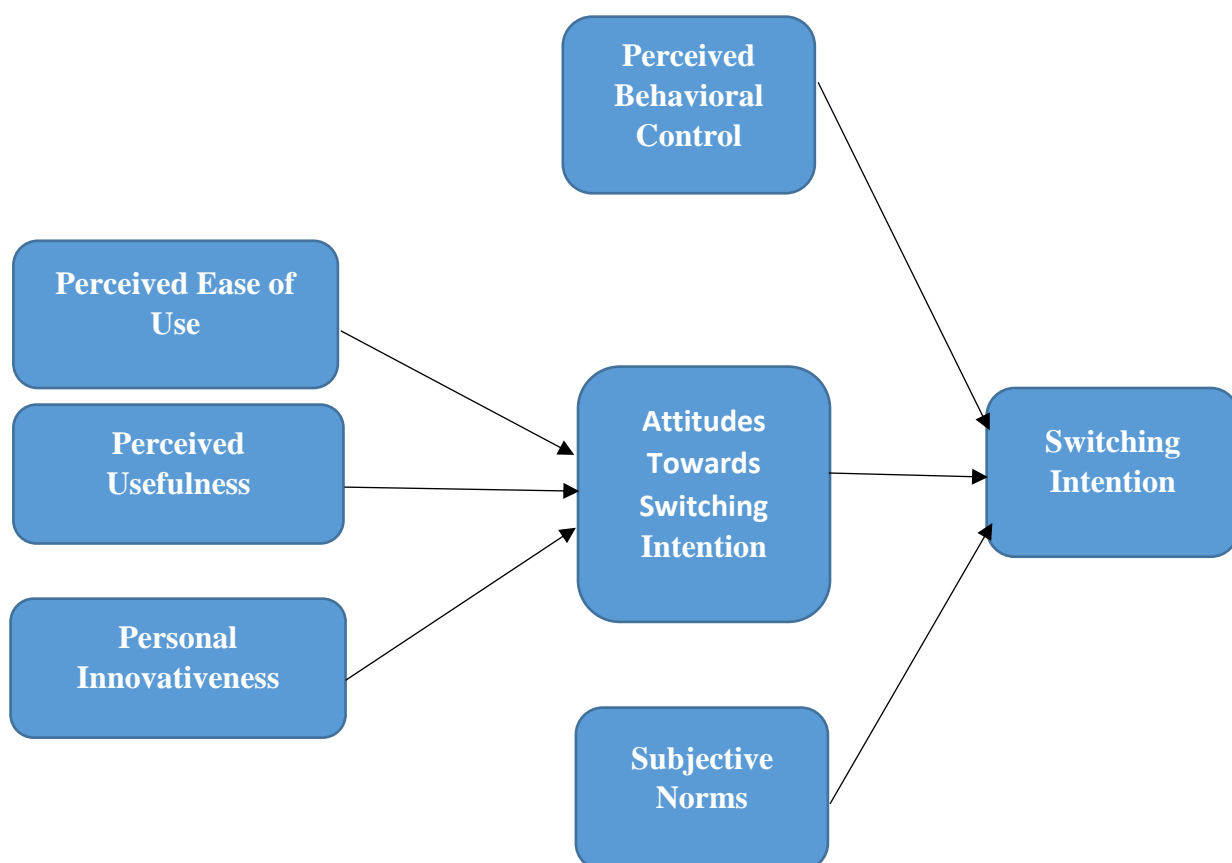 Perceived
Behavioral
Control
Perceived Ease of
Use
Perceived
Usefulness
Personal
Innovativeness
Attitudes
Towards
Switching
Intention
Subjective
Norms
Switching
Intention